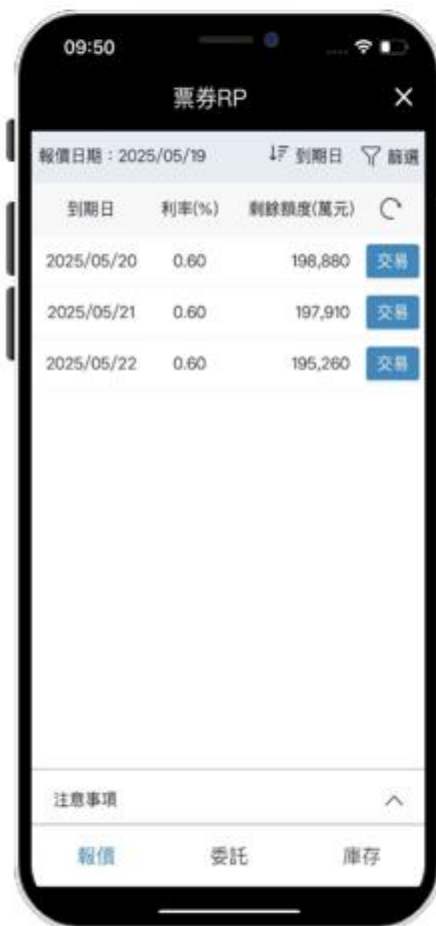 09:50
票券RP
報價日期：2025/05/19 到期日 篩選
到期日 利率(%) 剩餘額度(萬元)
2025/05/20 0.60 198,880 交易
2025/05/21 0.60 197,910 交易
2025/05/22 0.60 195,260 交易
注意事項
報價 委託 庫存